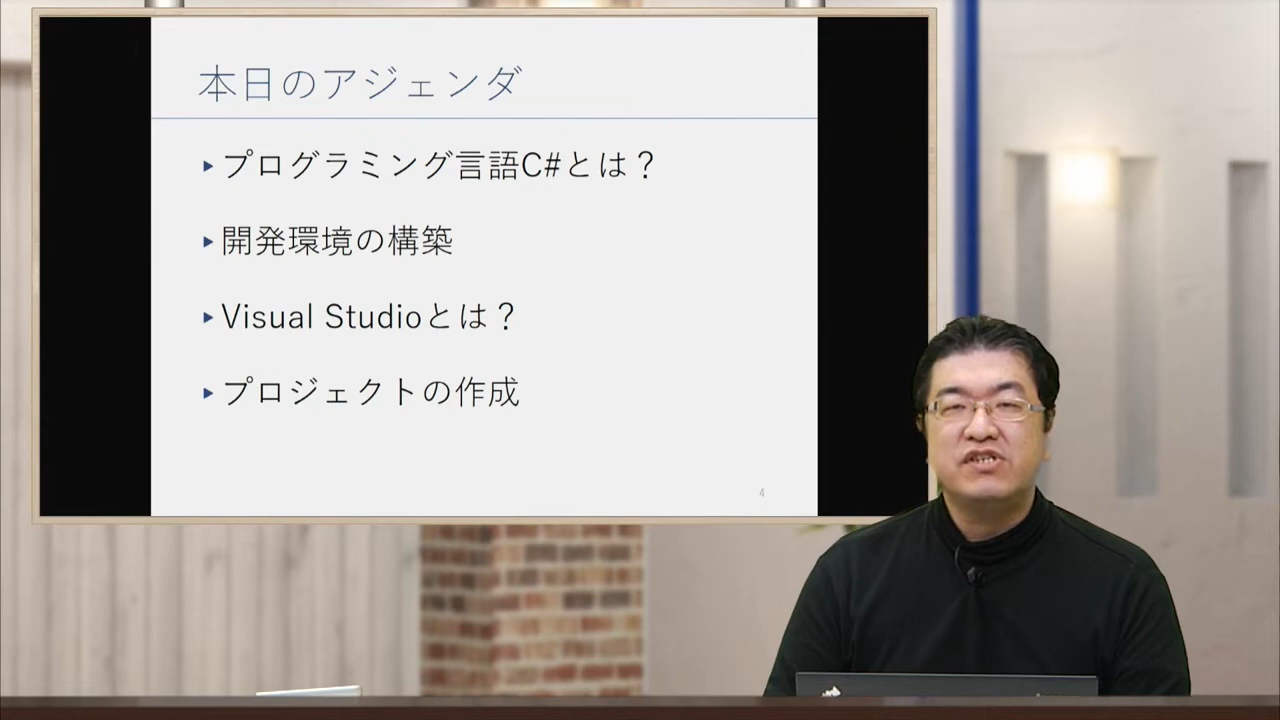 本日のアジェンダ
プログラミング言語C#とは？
開発環境の構築
Visual Studioとは？
プロジェクトの作成
4